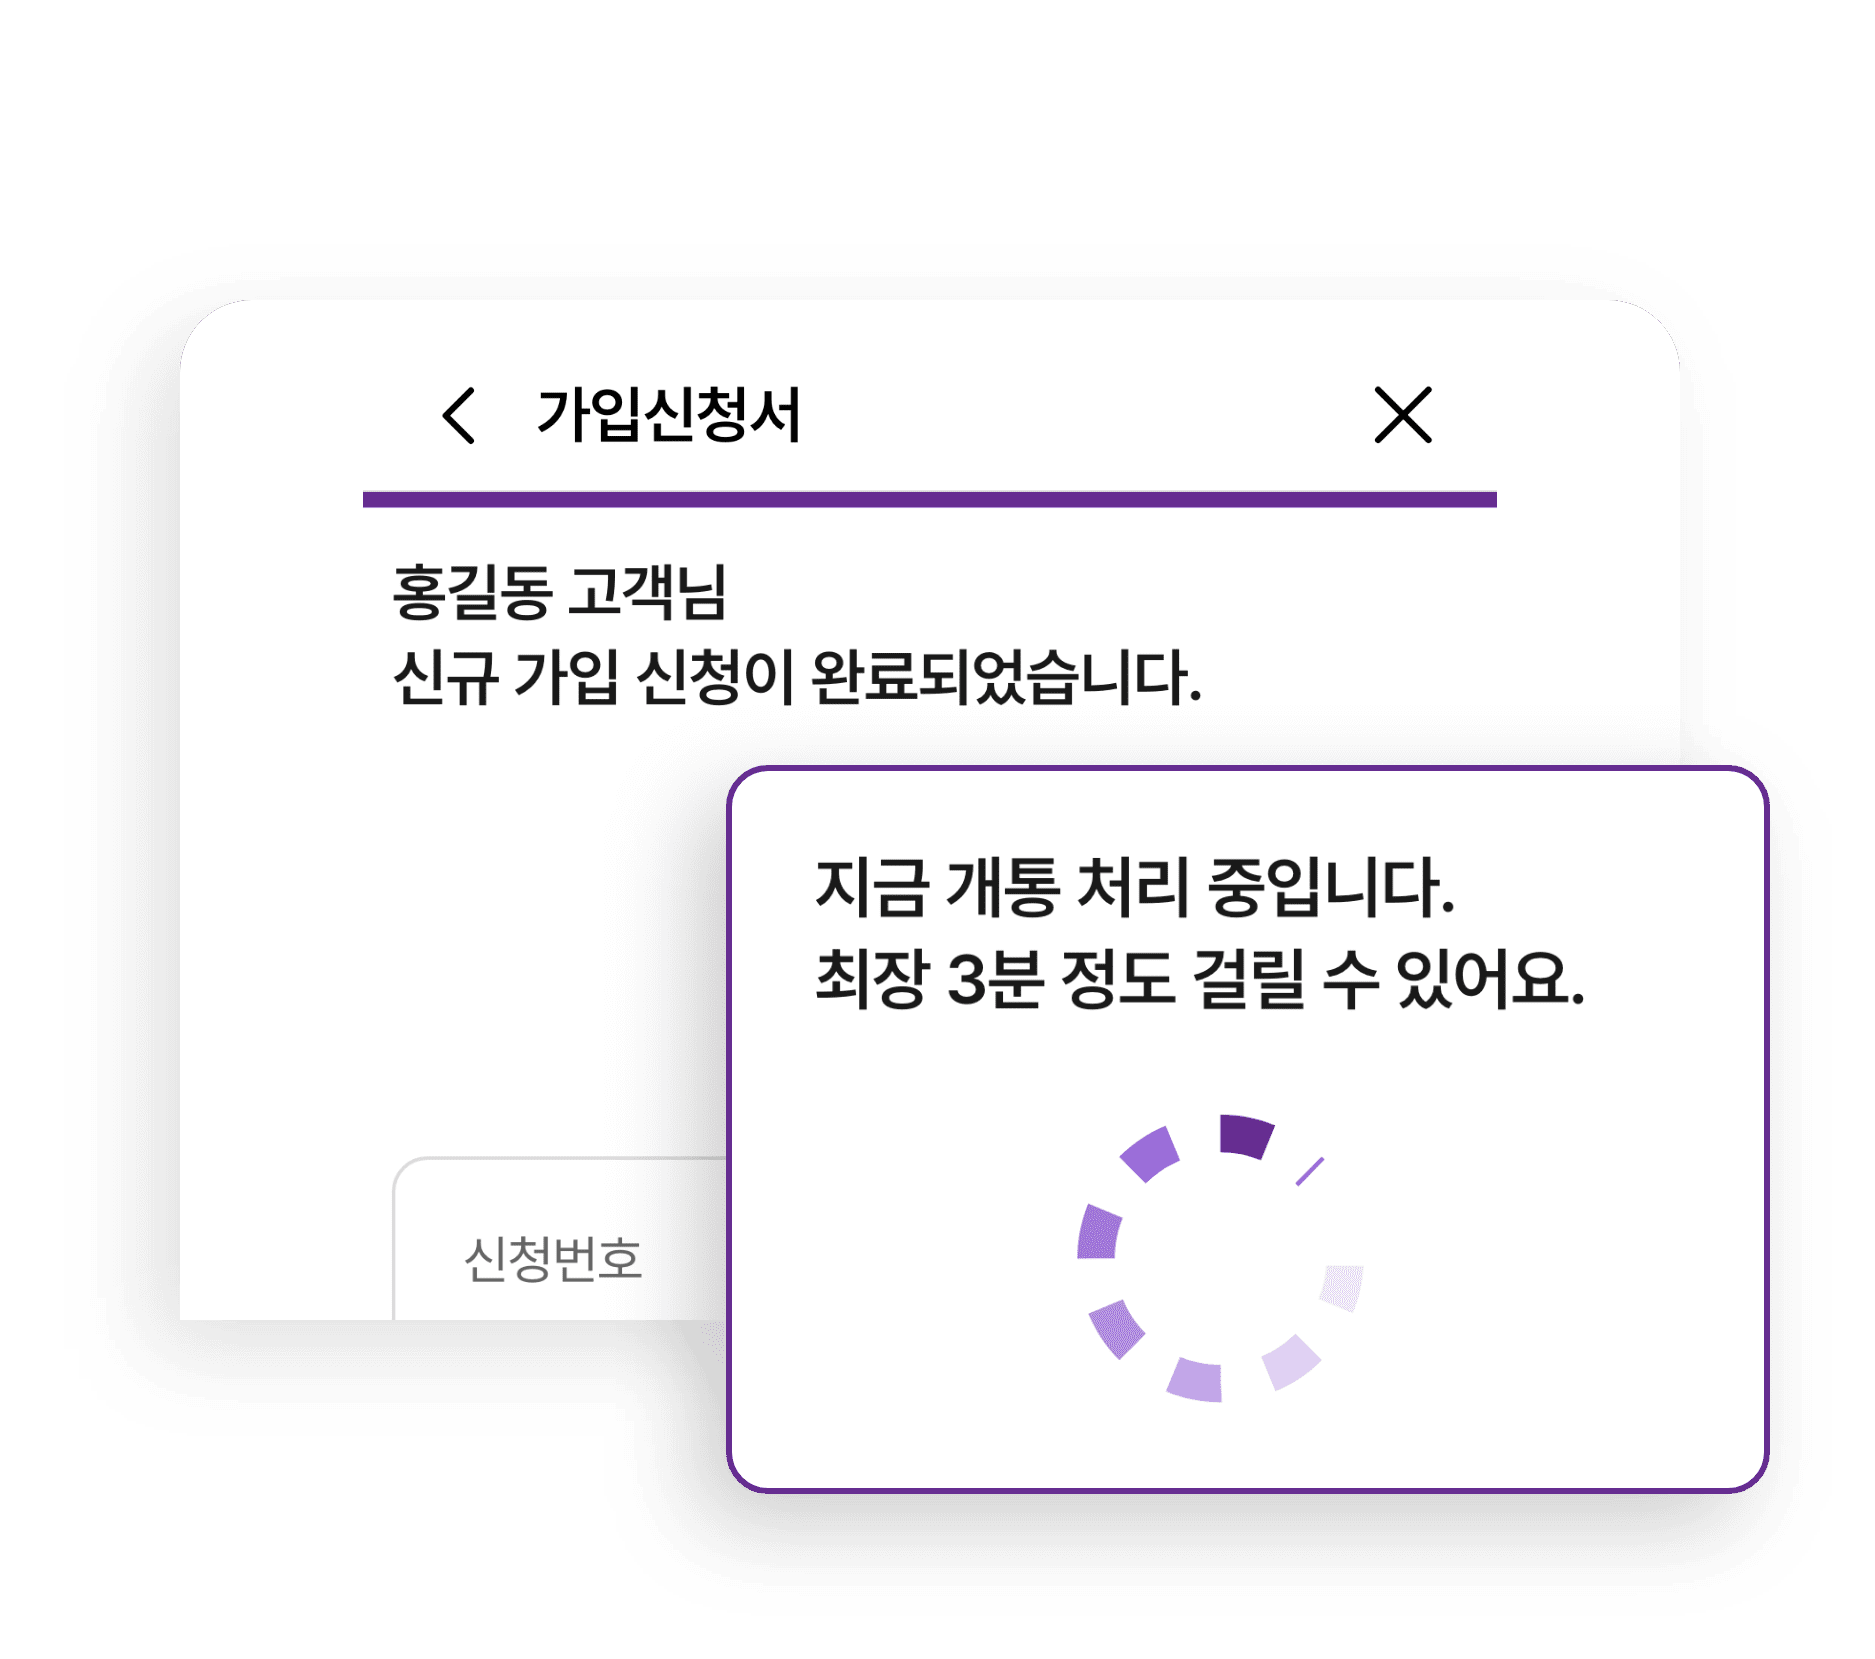 가입신청서
홍길동 고객님
신규 가입 신청이 완료되었습니다.
지금 개통 처리 중입니다.
최장 3분 정도 걸릴 수 있어요.
신청번호